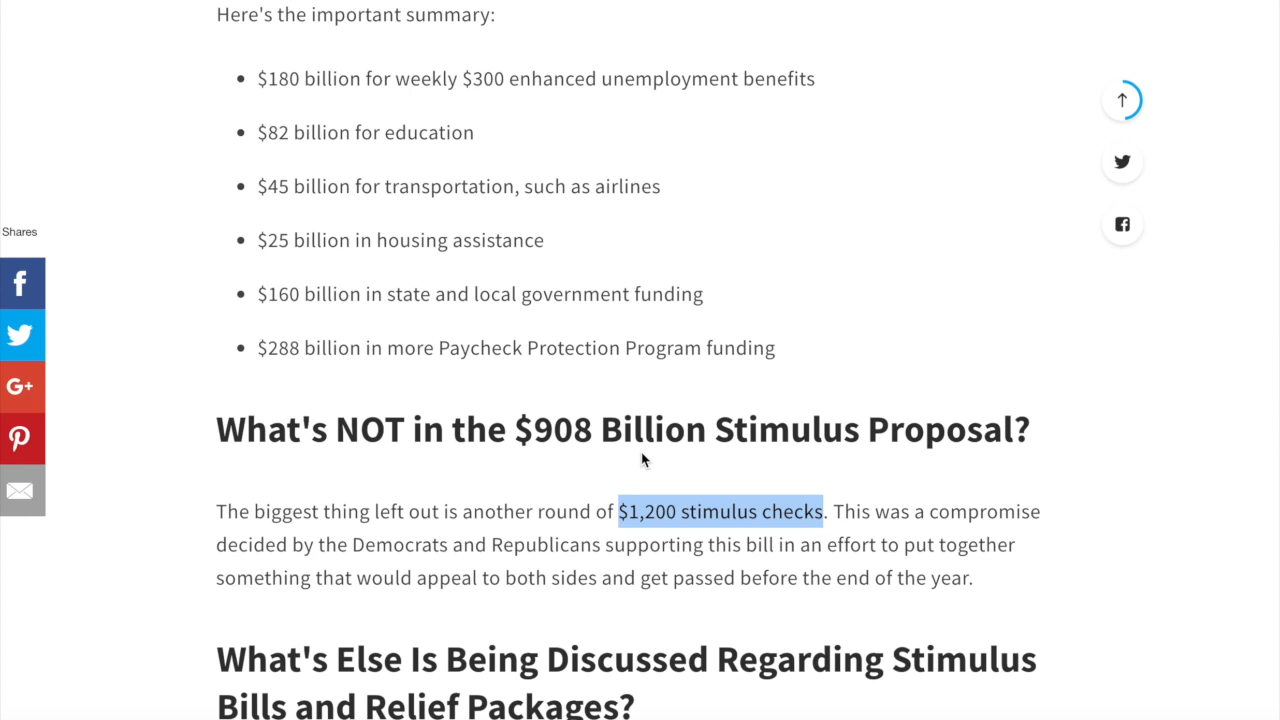 Here's the important summary:
$180 billion for weekly $300 enhanced unemployment benefits
$82 billion for education
$45 billion for transportation, such as airlines
Shares
$25 billion in housing assistance
$160 billion in state and local government funding
$288 billion in more Paycheck Protection Program funding
G+
What's NOT in the $908 Billion Stimulus Proposal?
The biggest thing left out is another round of $1,200 stimulus checks. This was a compromise
decided by the Democrats and Republicans supporting this bill in an effort to put together
something that would appeal to both sides and get passed before the end of the year.
What's Else Is Being Discussed Regarding Stimulus
Bills and Relief Packages?